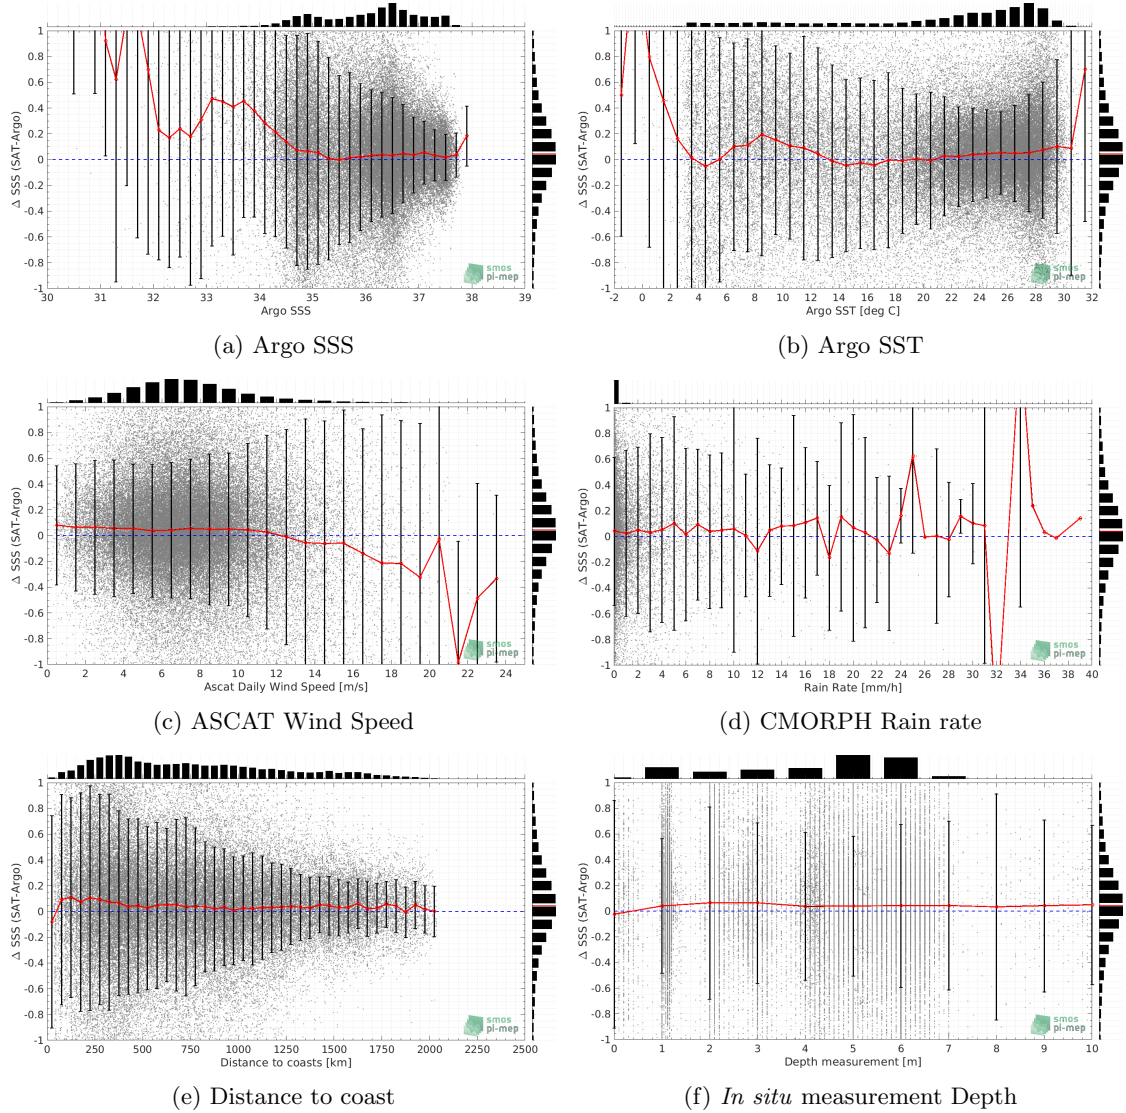 1
0.8
0.6
0.4
0.2
0
-0.2
-0.4
-0.6
-0.8
-1
Δ SSS (SAT-Argo)
30 31 32 33 34 35 36 37 38 39
Argo SSS
smos
pi-mep
(a) Argo SSS
1
0.8
0.6
0.4
0.2
0
-0.2
-0.4
-0.6
-0.8
-1
Δ SSS (SAT-Argo)
-2 0 2 4 6 8 10 12 14 16 18 20 22 24 26 28 30 32
Argo SST [deg C]
smos
pi-mep
(b) Argo SST
1
0.8
0.6
0.4
0.2
0
-0.2
-0.4
-0.6
-0.8
-1
Δ SSS (SAT-Argo)
0 2 4 6 8 10 12 14 16 18 20 22 24
Ascat Daily Wind Speed [m/s]
smos
pi-mep
(c) ASCAT Wind Speed
1
0.8
0.6
0.4
0.2
0
-0.2
-0.4
-0.6
-0.8
-1
Δ SSS (SAT-Argo)
0 2 4 6 8 10 12 14 16 18 20 22 24 26 28 30 32 34 36 38 40
Rain Rate [mm/h]
smos
pi-mep
(d) CMORPH Rain rate
1
0.8
0.6
0.4
0.2
0
-0.2
-0.4
-0.6
-0.8
-1
Δ SSS (SAT-Argo)
0 250 500 750 1000 1250 1500 1750 2000 2250 2500
Distance to coasts [km]
smos
pi-mep
(e) Distance to coast
1
0.8
0.6
0.4
0.2
0
-0.2
-0.4
-0.6
-0.8
-1
Δ SSS (SAT-Argo)
0 1 2 3 4 5 6 7 8 9 10
Depth measurement [m]
smos
pi-mep
(f) In situ measurement Depth